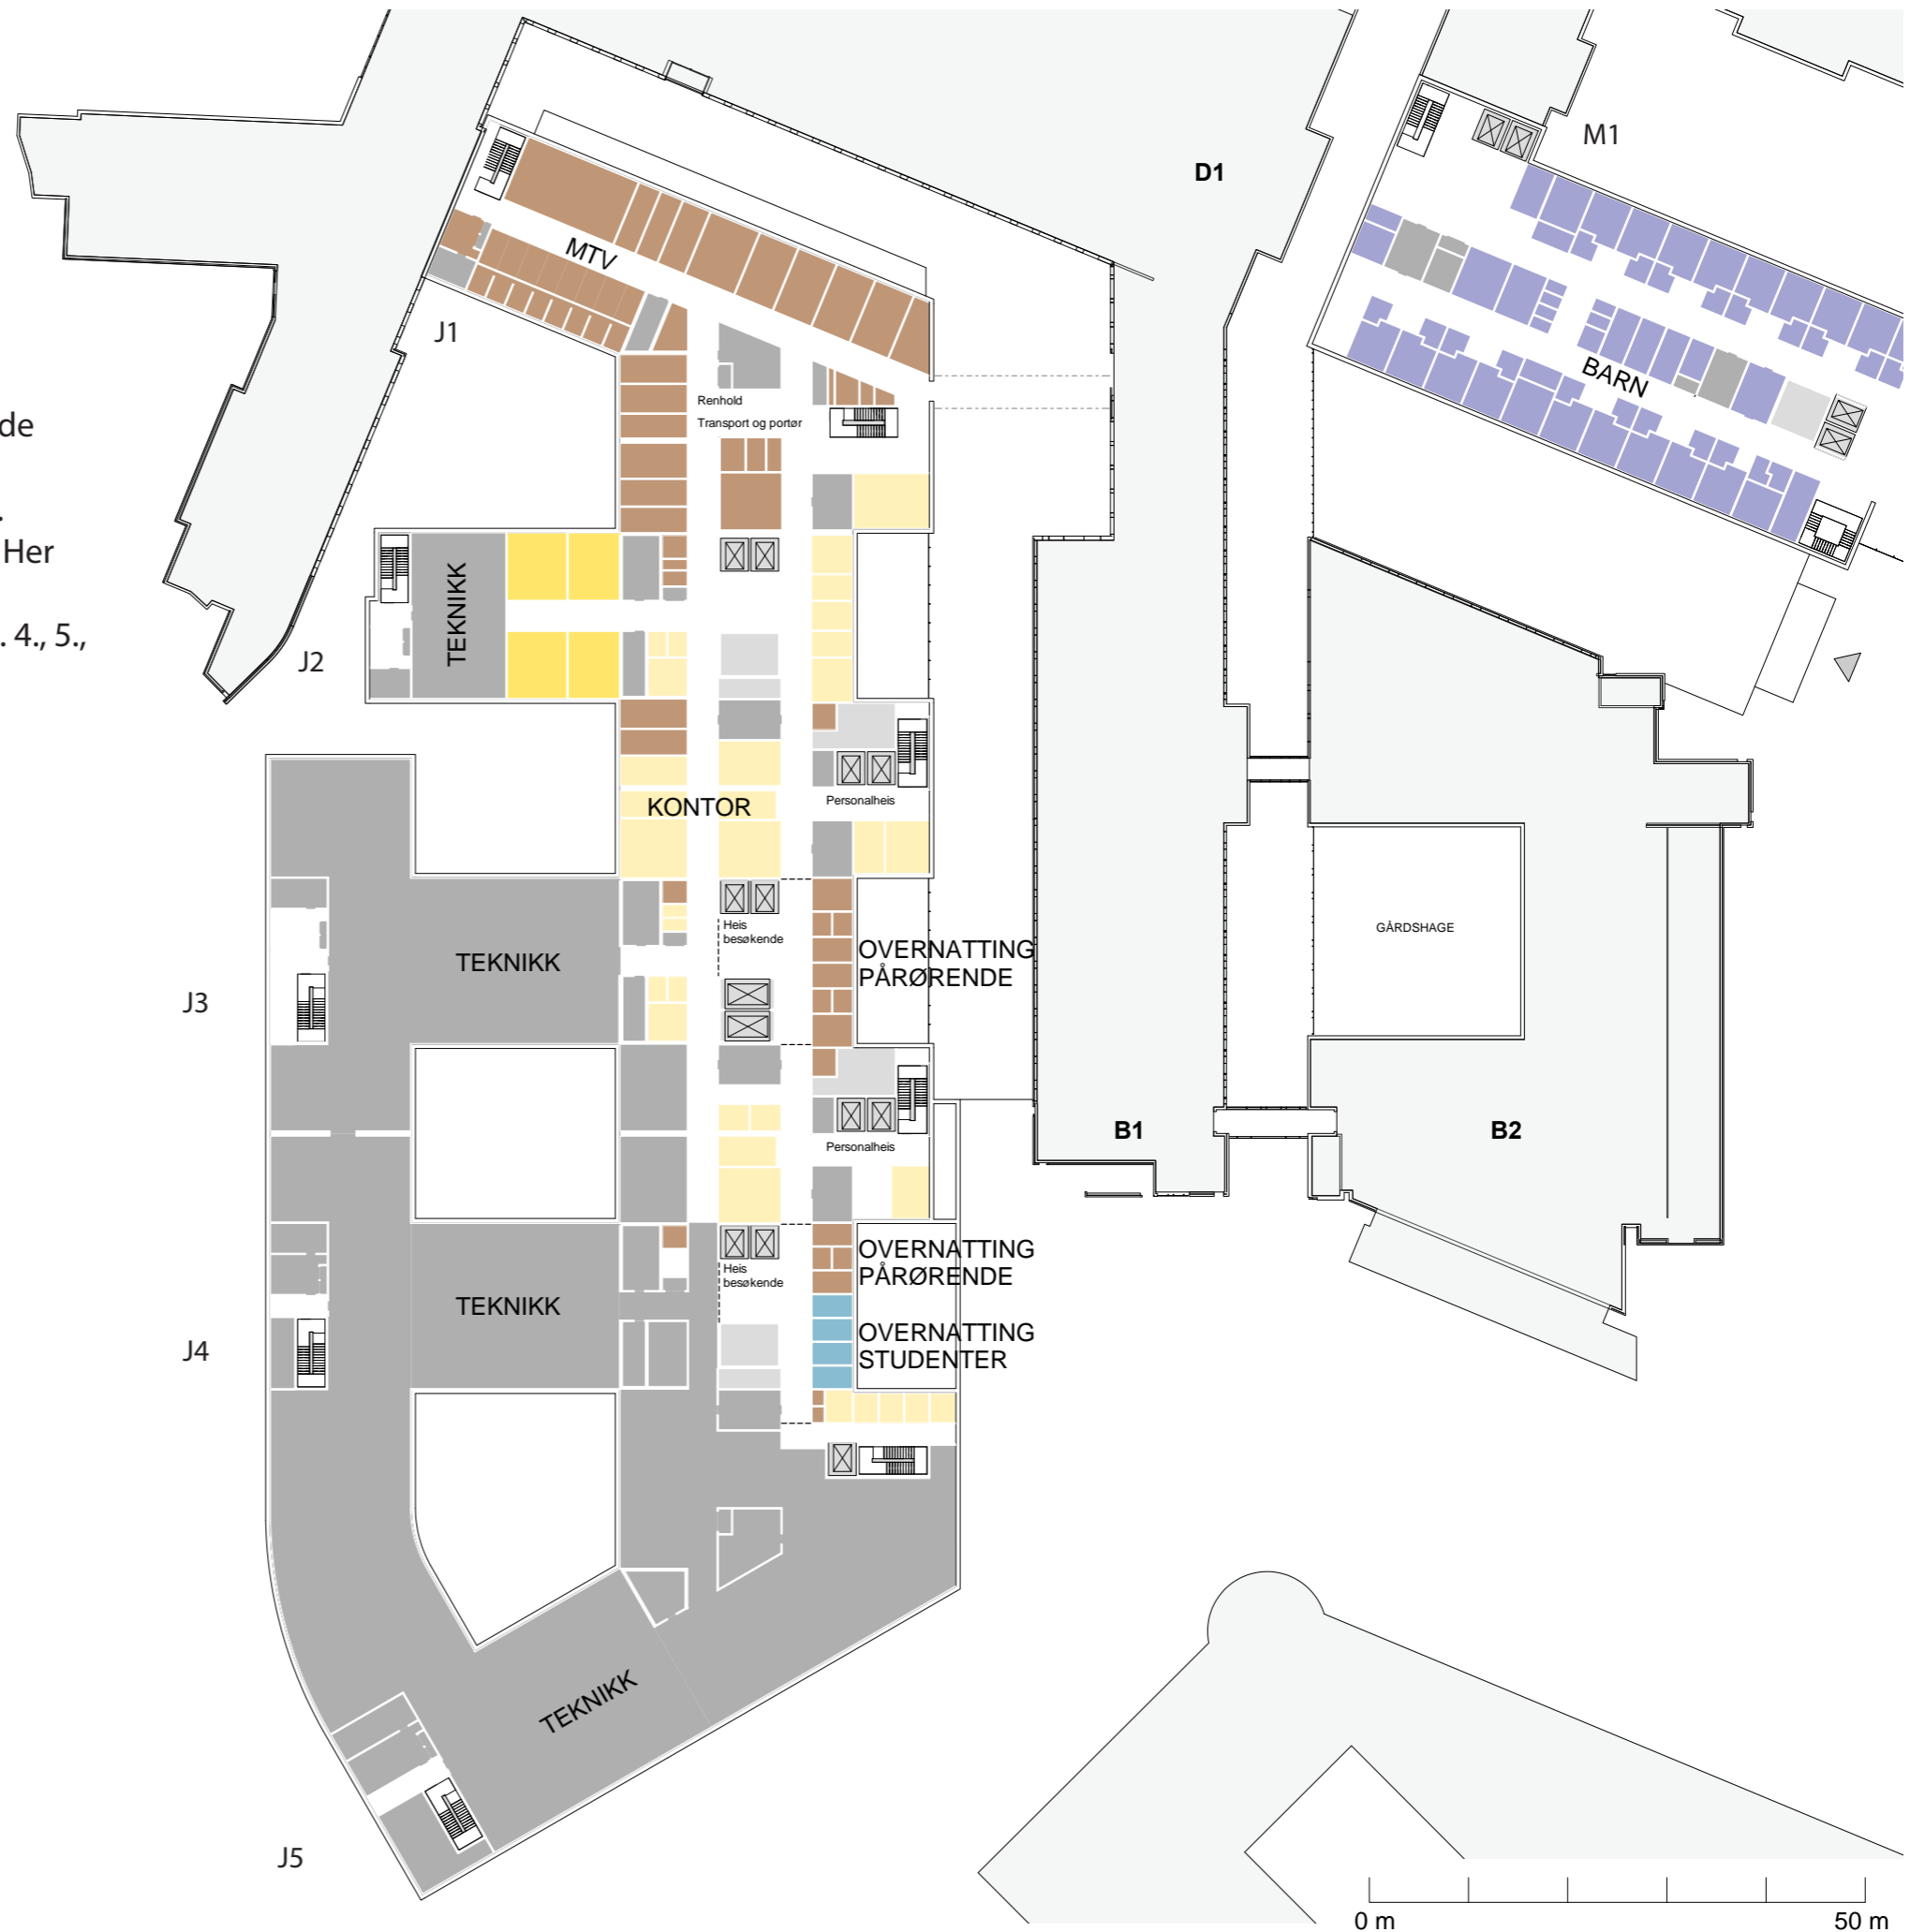 de
.
Her
. 4., 5.,
D1
M1
MTV
J1
BARN
Renhold
Transport og portør
TEKNIKK
J2
KONTOR
Personalheis
Heis
besøkende
OVERNATTING
PÅRØRENDE
GÅRDSHAGE
TEKNIKK
J3
B1
B2
Personalheis
Heis
besøkende
OVERNATTING
PÅRØRENDE
TEKNIKK
OVERNATTING
STUDENTER
J4
TEKNIKK
J5
0 m
50 m